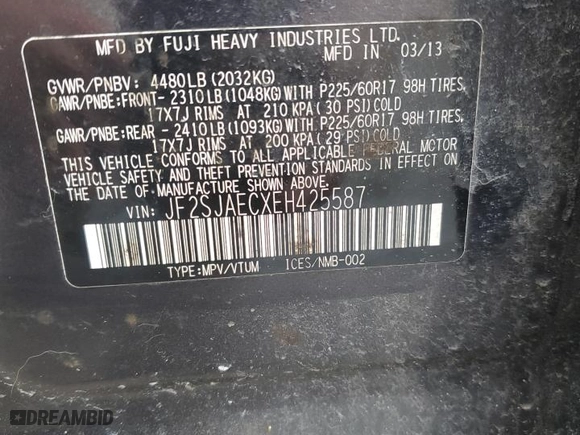 MFD BY FUJI HEAVY INDUSTRIES LTD.
MFD IN 03/13
GVWR/PNBV: 4480LB(2032KG)
GAWR/PNBE:FRONT- 2310LB(1048KG)WITH P225/60R17 98H TIRES,
17X7J RIMS AT 210 KPA( 30 PSI)COLD
GAWR/PNBE:REAR - 2410LB(1093KG)WITH P225/60R17 98H TIRES,
17X7J RIMS AT 200 KPA( 29 PSI)COLD
THIS VEHICLE CONFORMS TO ALL APPLICABLE FEDERAL MOTOR
VEHICLE SAFETY AND THEFT PREVENTION STANDARDS IN EFFECT ON
THE DATE OF MANUFACTURE SHOWN ABOVE.
VIN: JF2SJAECXEH425587
TYPE:MPV/VTUM ICES/NMB-002
DREAMBID